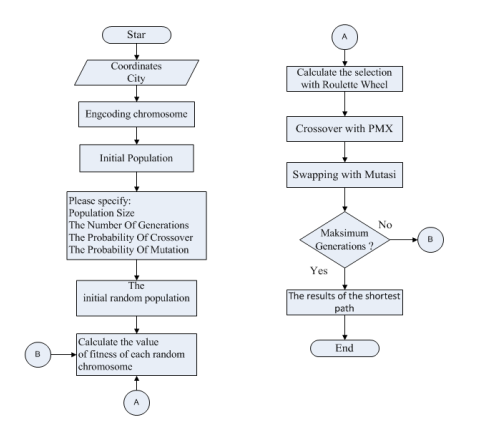 Star
Coordinates
City
Engcoding chromosome
Initial Population
Please specify:
Population Size
The Number Of Generations
The Probability Of Crossover
The Probability Of Mutation
The
initial random population
Calculate the value
of fitness of each random
chromosome
B
A
A
Calculate the selection
with Roulette Wheel
Crossover with PMX
Swapping with Mutasi
Maksimum
Generations ?
No
B
Yes
The results of the shortest
path
End